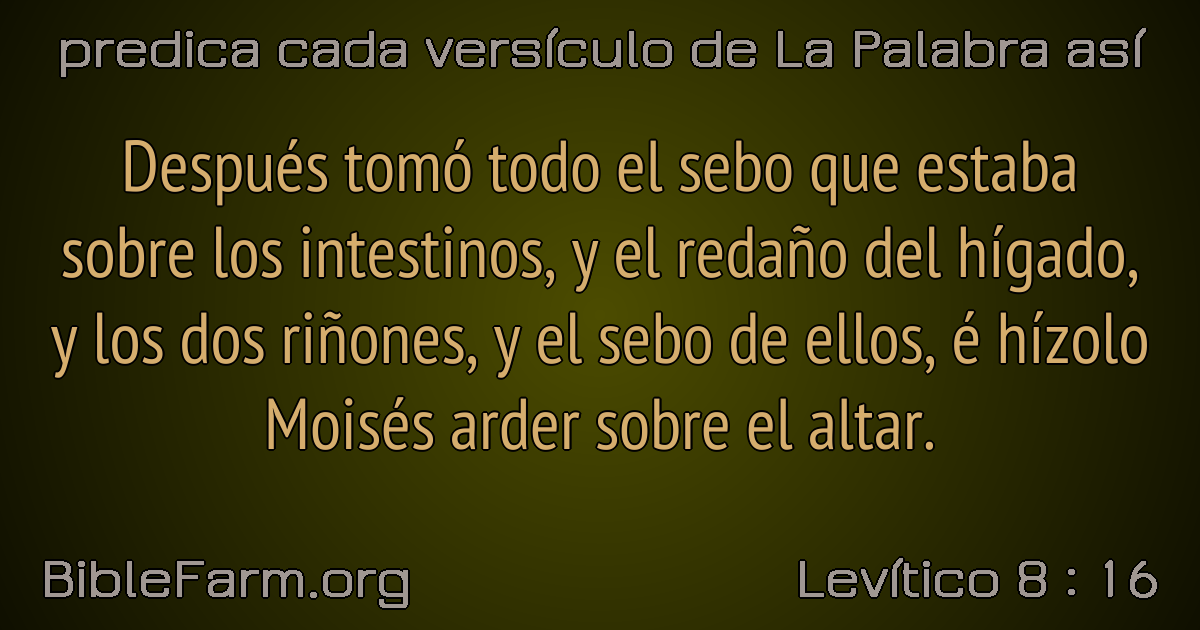 predica cada versículo de La Palabra así
Después tomó todo el sebo que estaba
sobre los intestinos, y el redaño del hígado,
y los dos riñones, y el sebo de ellos, é hízolo
Moisés arder sobre el altar.
BibleFarm.org
Levítico 8 : 16